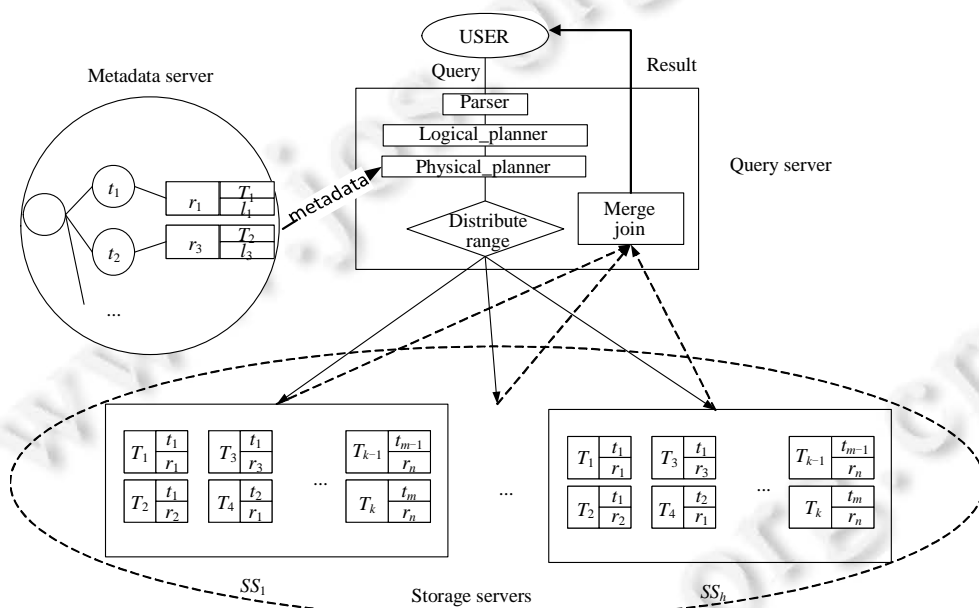 USER
Query
Result
Metadata server
Parser
Logical_planner
Physical_planner
Query server
metadata
Distribute
range
Merge
join
t1
r1
T1
l1
t2
r3
T2
l3
...
T1 t1 r1
T3 t1 r3
Tk−1 tm−1 rn
T2 t1 r2
T4 t2 r1
...
Tk tm rn
...
T1 t1 r1
T3 t1 r3
Tk−1 tm−1 rn
T2 t1 r2
T4 t2 r1
...
Tk tm rn
SS1
Storage servers
SSh